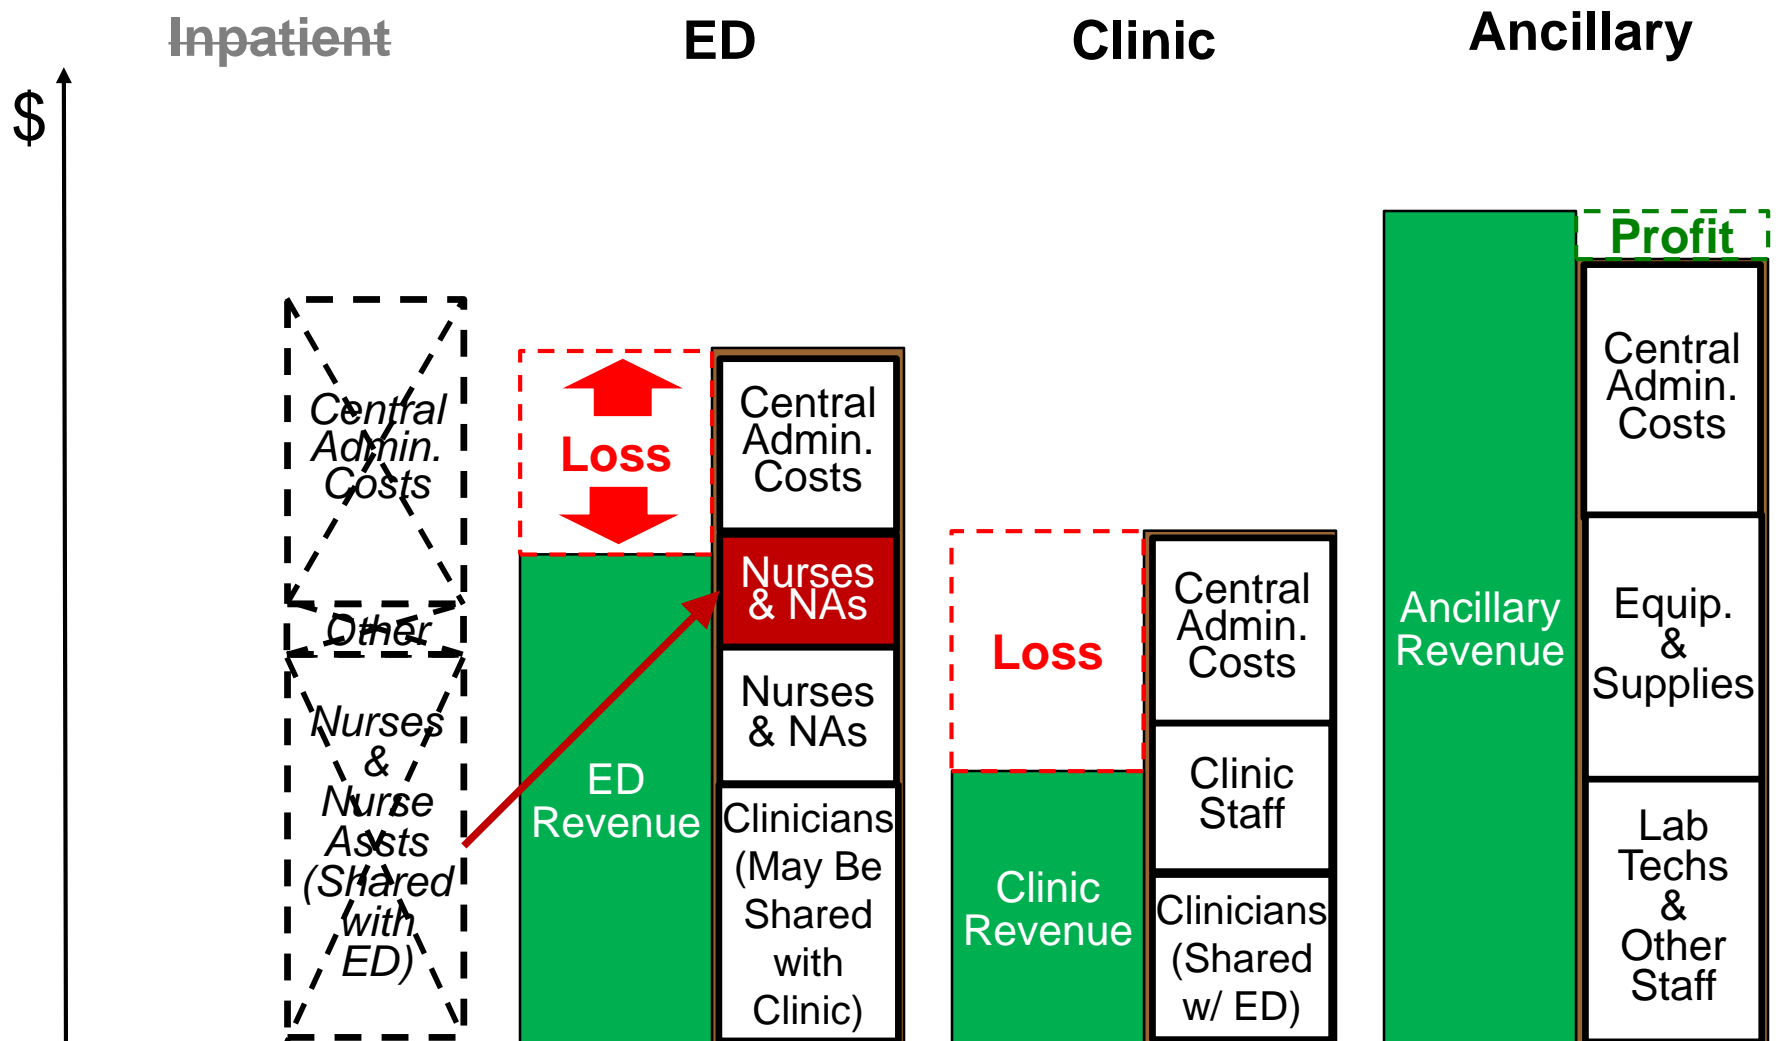 Inpatient
ED
Clinic
Ancillary
$
Central
Admin.
Costs
Other
Nurses
&
Nurse
Assts
(Shared
with
ED)
Loss
ED
Revenue
Central
Admin.
Costs
Nurses
& NAs
Nurses
& NAs
Clinicians
(May Be
Shared
with
Clinic)
Loss
Clinic
Revenue
Central
Admin.
Costs
Clinic
Staff
Clinicians
(Shared
w/ ED)
Ancillary
Revenue
Profit
Central
Admin.
Costs
Equip.
&
Supplies
Lab
Techs
&
Other
Staff